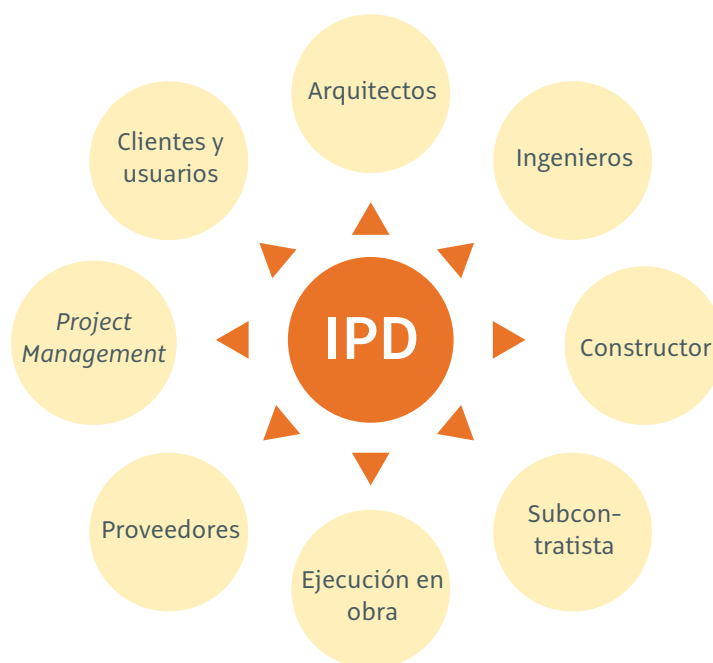 Arquitectos
Clientes y
usuarios
Ingenieros
Project
Management
IPD
Constructor
Proveedores
Subcon-
tratista
Ejecución en
obra